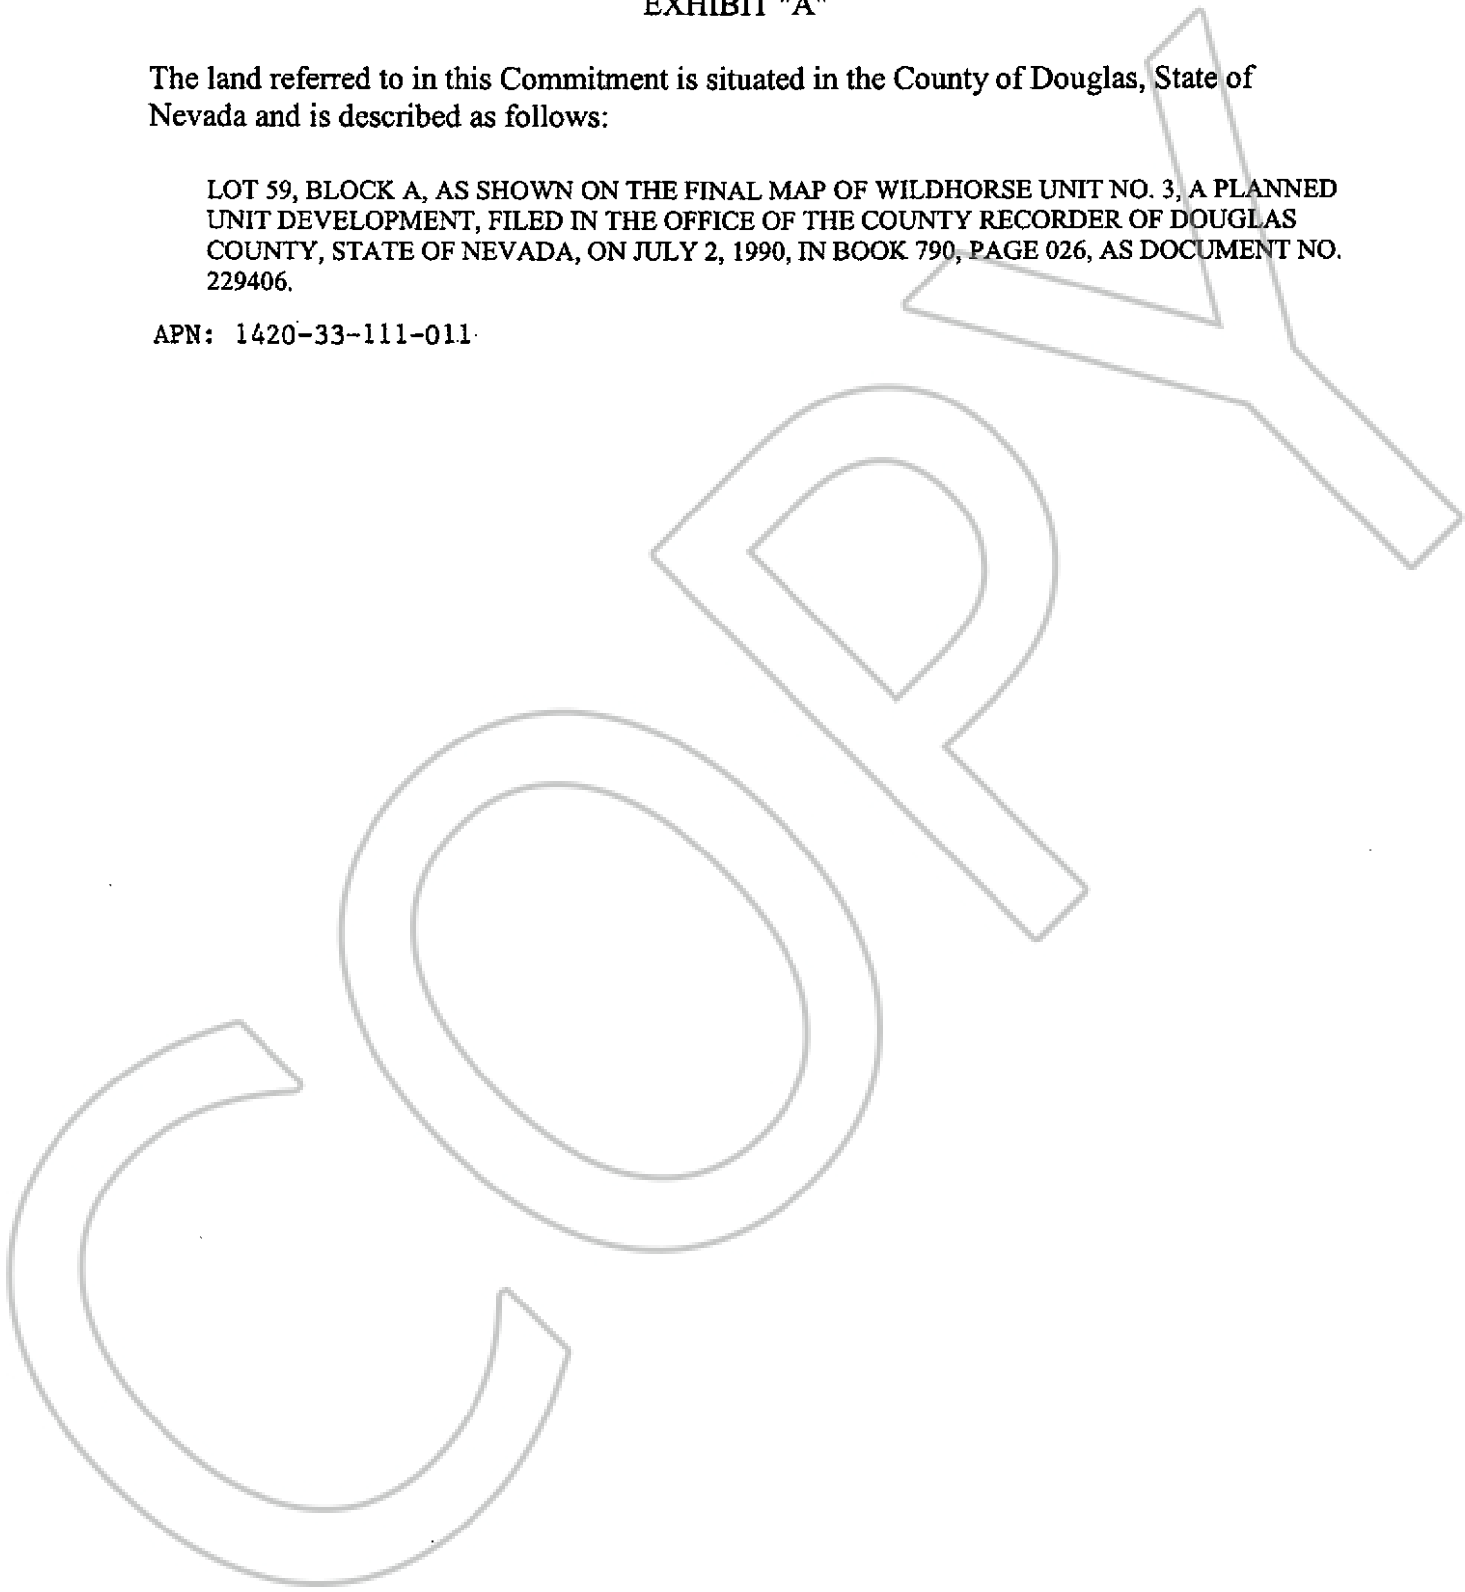 EXHIBIT "A"
The land referred to in this Commitment is situated in the County of Douglas, State of
Nevada and is described as follows:
LOT 59, BLOCK A, AS SHOWN ON THE FINAL MAP OF WILDHORSE UNIT NO. 3, A PLANNED
UNIT DEVELOPMENT, FILED IN THE OFFICE OF THE COUNTY RECORDER OF DOUGLAS
COUNTY, STATE OF NEVADA, ON JULY 2, 1990, IN BOOK 790, PAGE 026, AS DOCUMENT NO.
229406.
APN: 1420-33-111-011
COPY